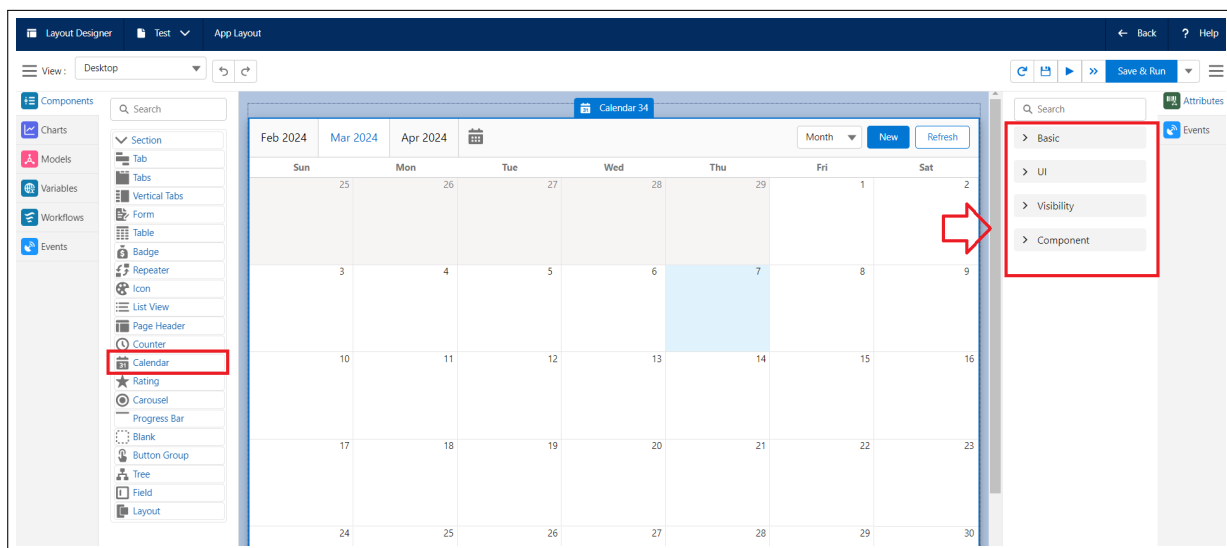 Layout Designer Test App Layout Back ? Help
View : Desktop Save & Run
Components Search Calendar 34 Search Attributes
Charts Section Feb 2024 Mar 2024 Apr 2024 Month New Refresh Basic Events
Models Tab Sun Mon Tue Wed Thu Fri Sat UI
Variables Tabs 25 26 27 28 29 1 2 Visibility
Workflows Vertical Tabs Component
Events Form
Table
Badge
Repeater 3 4 5 6 7 8 9
Icon
List View
Page Header
Counter
31 Calendar 10 11 12 13 14 15 16
Rating
Carousel
Progress Bar
Blank 17 18 19 20 21 22 23
Button Group
Tree
Field
Layout
24 25 26 27 28 29 30